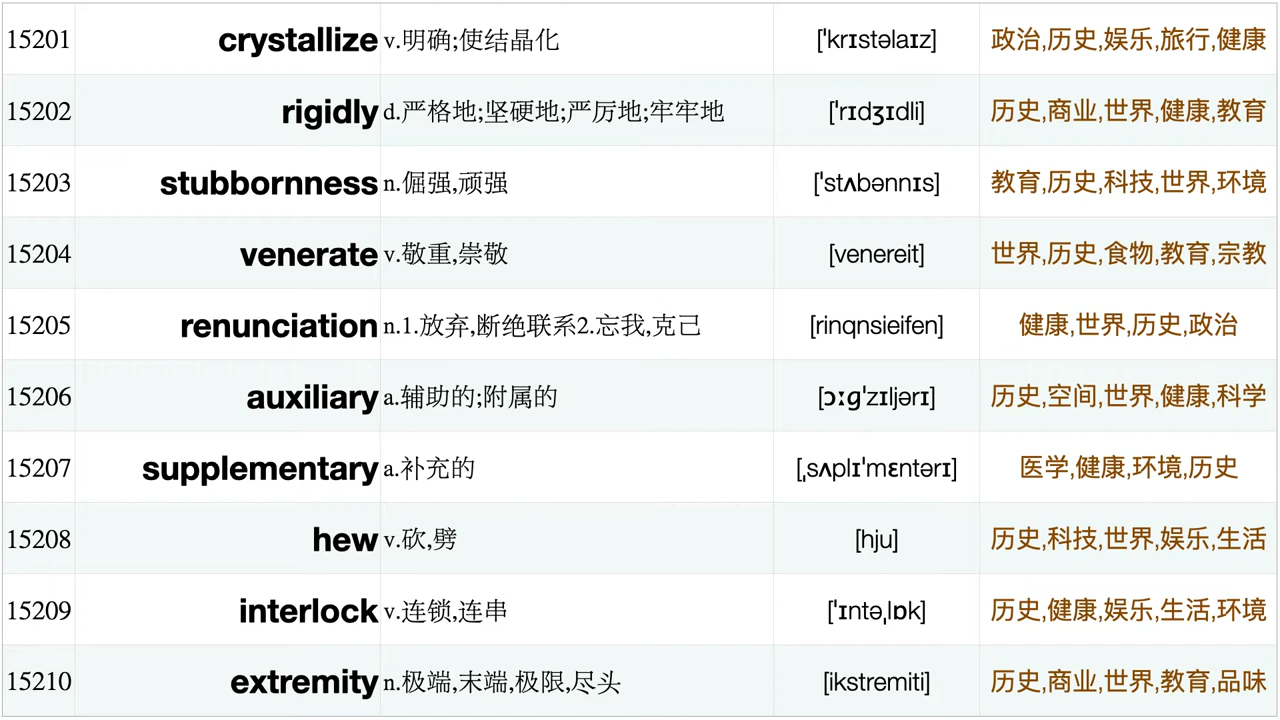 15201 crystallize v.明确;使结晶化 ['krɪstəlaɪz] 政治,历史,娱乐,旅行,健康
15202 rigidly d.严格地;坚硬地;严厉地;牢牢地 ['rɪdʒɪdli] 历史,商业,世界,健康,教育
15203 stubbornness n.倔强,顽强 ['stʌbənnɪs] 教育,历史,科技,世界,环境
15204 venerate v.敬重,崇敬 [venereit] 世界,历史,食物,教育,宗教
15205 renunciation n.1.放弃,断绝联系2.忘我,克己 [rinqnsieifen] 健康,世界,历史,政治
15206 auxiliary a.辅助的;附属的 [ɔːɡ'zɪljərɪ] 历史,空间,世界,健康,科学
15207 supplementary a.补充的 [ˌsʌplɪ'mɛntərɪ] 医学,健康,环境,历史
15208 hew v.砍,劈 [hju] 历史,科技,世界,娱乐,生活
15209 interlock v.连锁,连串 ['ɪntəˌlɒk] 历史,健康,娱乐,生活,环境
15210 extremity n.极端,末端,极限,尽头 [ikstremiti] 历史,商业,世界,教育,品味